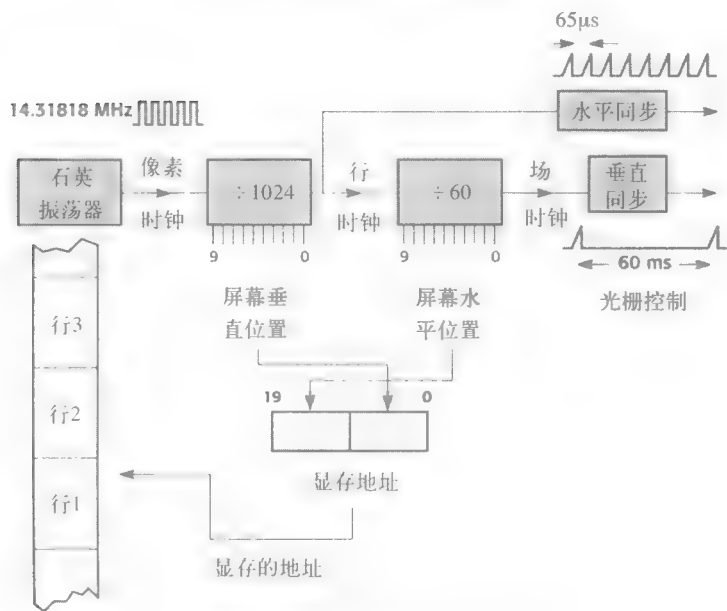 65μs
14.31818 MHz
水平同步
石英
振荡器
像素
时钟
÷1024
行
时钟
÷60
场
时钟
垂直
同步
9 0
9 0
60 ms
屏幕垂
直位置
屏幕水
平位置
光栅控制
行3
行2
行1
19 0
显存地址
显存的地址